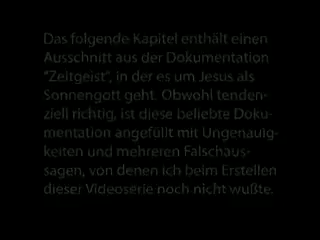 Das folgende Kapitel enthält einen
Ausschnitt aus der Dokumentation
"Zeitgeist", in der es um Jesus als
Sonnengott geht. Obwohl tenden-
ziell richtig, ist diese beliebte Doku-
mentation angefüllt mit Ungenauig-
keiten und mehreren Falschaus-
sagen, von denen ich beim Erstellen
dieser Videoserie noch nicht wußte.